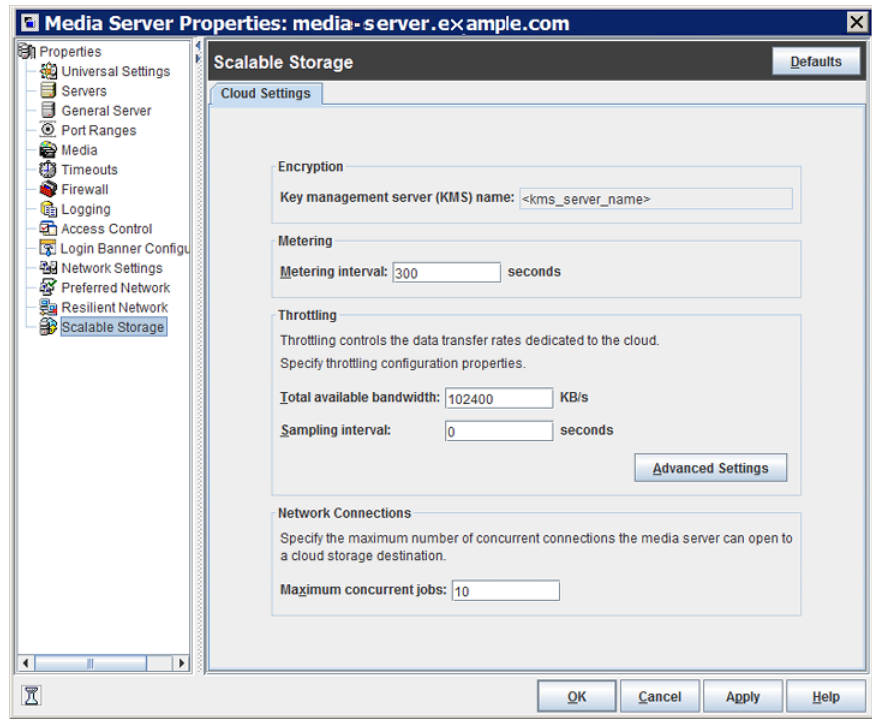 Media Server Properties: media-server.example.com
Properties
Universal Settings
Servers
General Server
Port Ranges
Media
Timeouts
Firewall
Logging
Access Control
Login Banner Configu
Network Settings
Preferred Network
Resilient Network
Scalable Storage
Scalable Storage
Defaults
Cloud Settings
Encryption
Key management server (KMS) name: <kms_server_name>
Metering
Metering interval: 300 seconds
Throttling
Throttling controls the data transfer rates dedicated to the cloud.
Specify throttling configuration properties.
Total available bandwidth: 102400 KB/s
Sampling interval: 0 seconds
Advanced Settings
Network Connections
Specify the maximum number of concurrent connections the media server can open to
a cloud storage destination.
Maximum concurrent jobs: 10
OK Cancel Apply Help